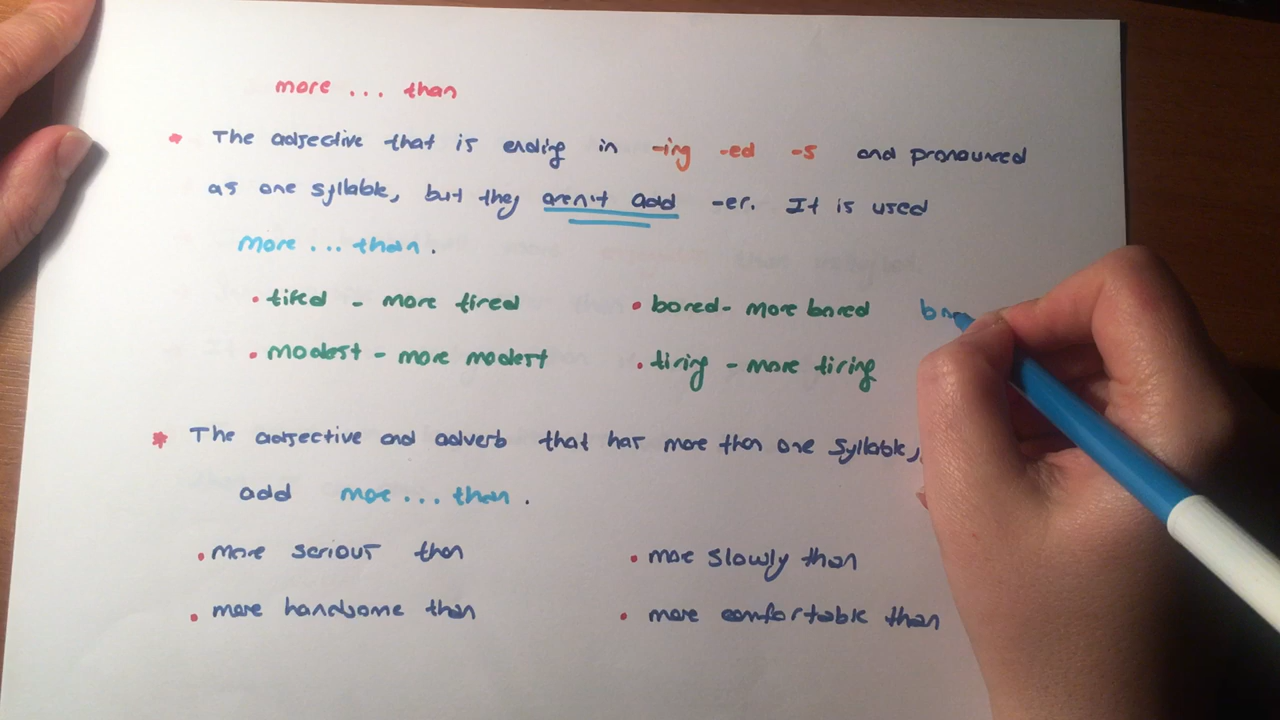 more ... than
* The adjective that is ending in -ing -ed -s and pronounced
as one syllable, but they aren't add -er. It is used
more ... than.
• tired - more tired • bored - more bored
• modest - more modest • tiring - more tiring
* The adjective and adverb that has more than one syllable,
add more ... than.
• more serious than • more slowly than
• more handsome than • more comfortable than